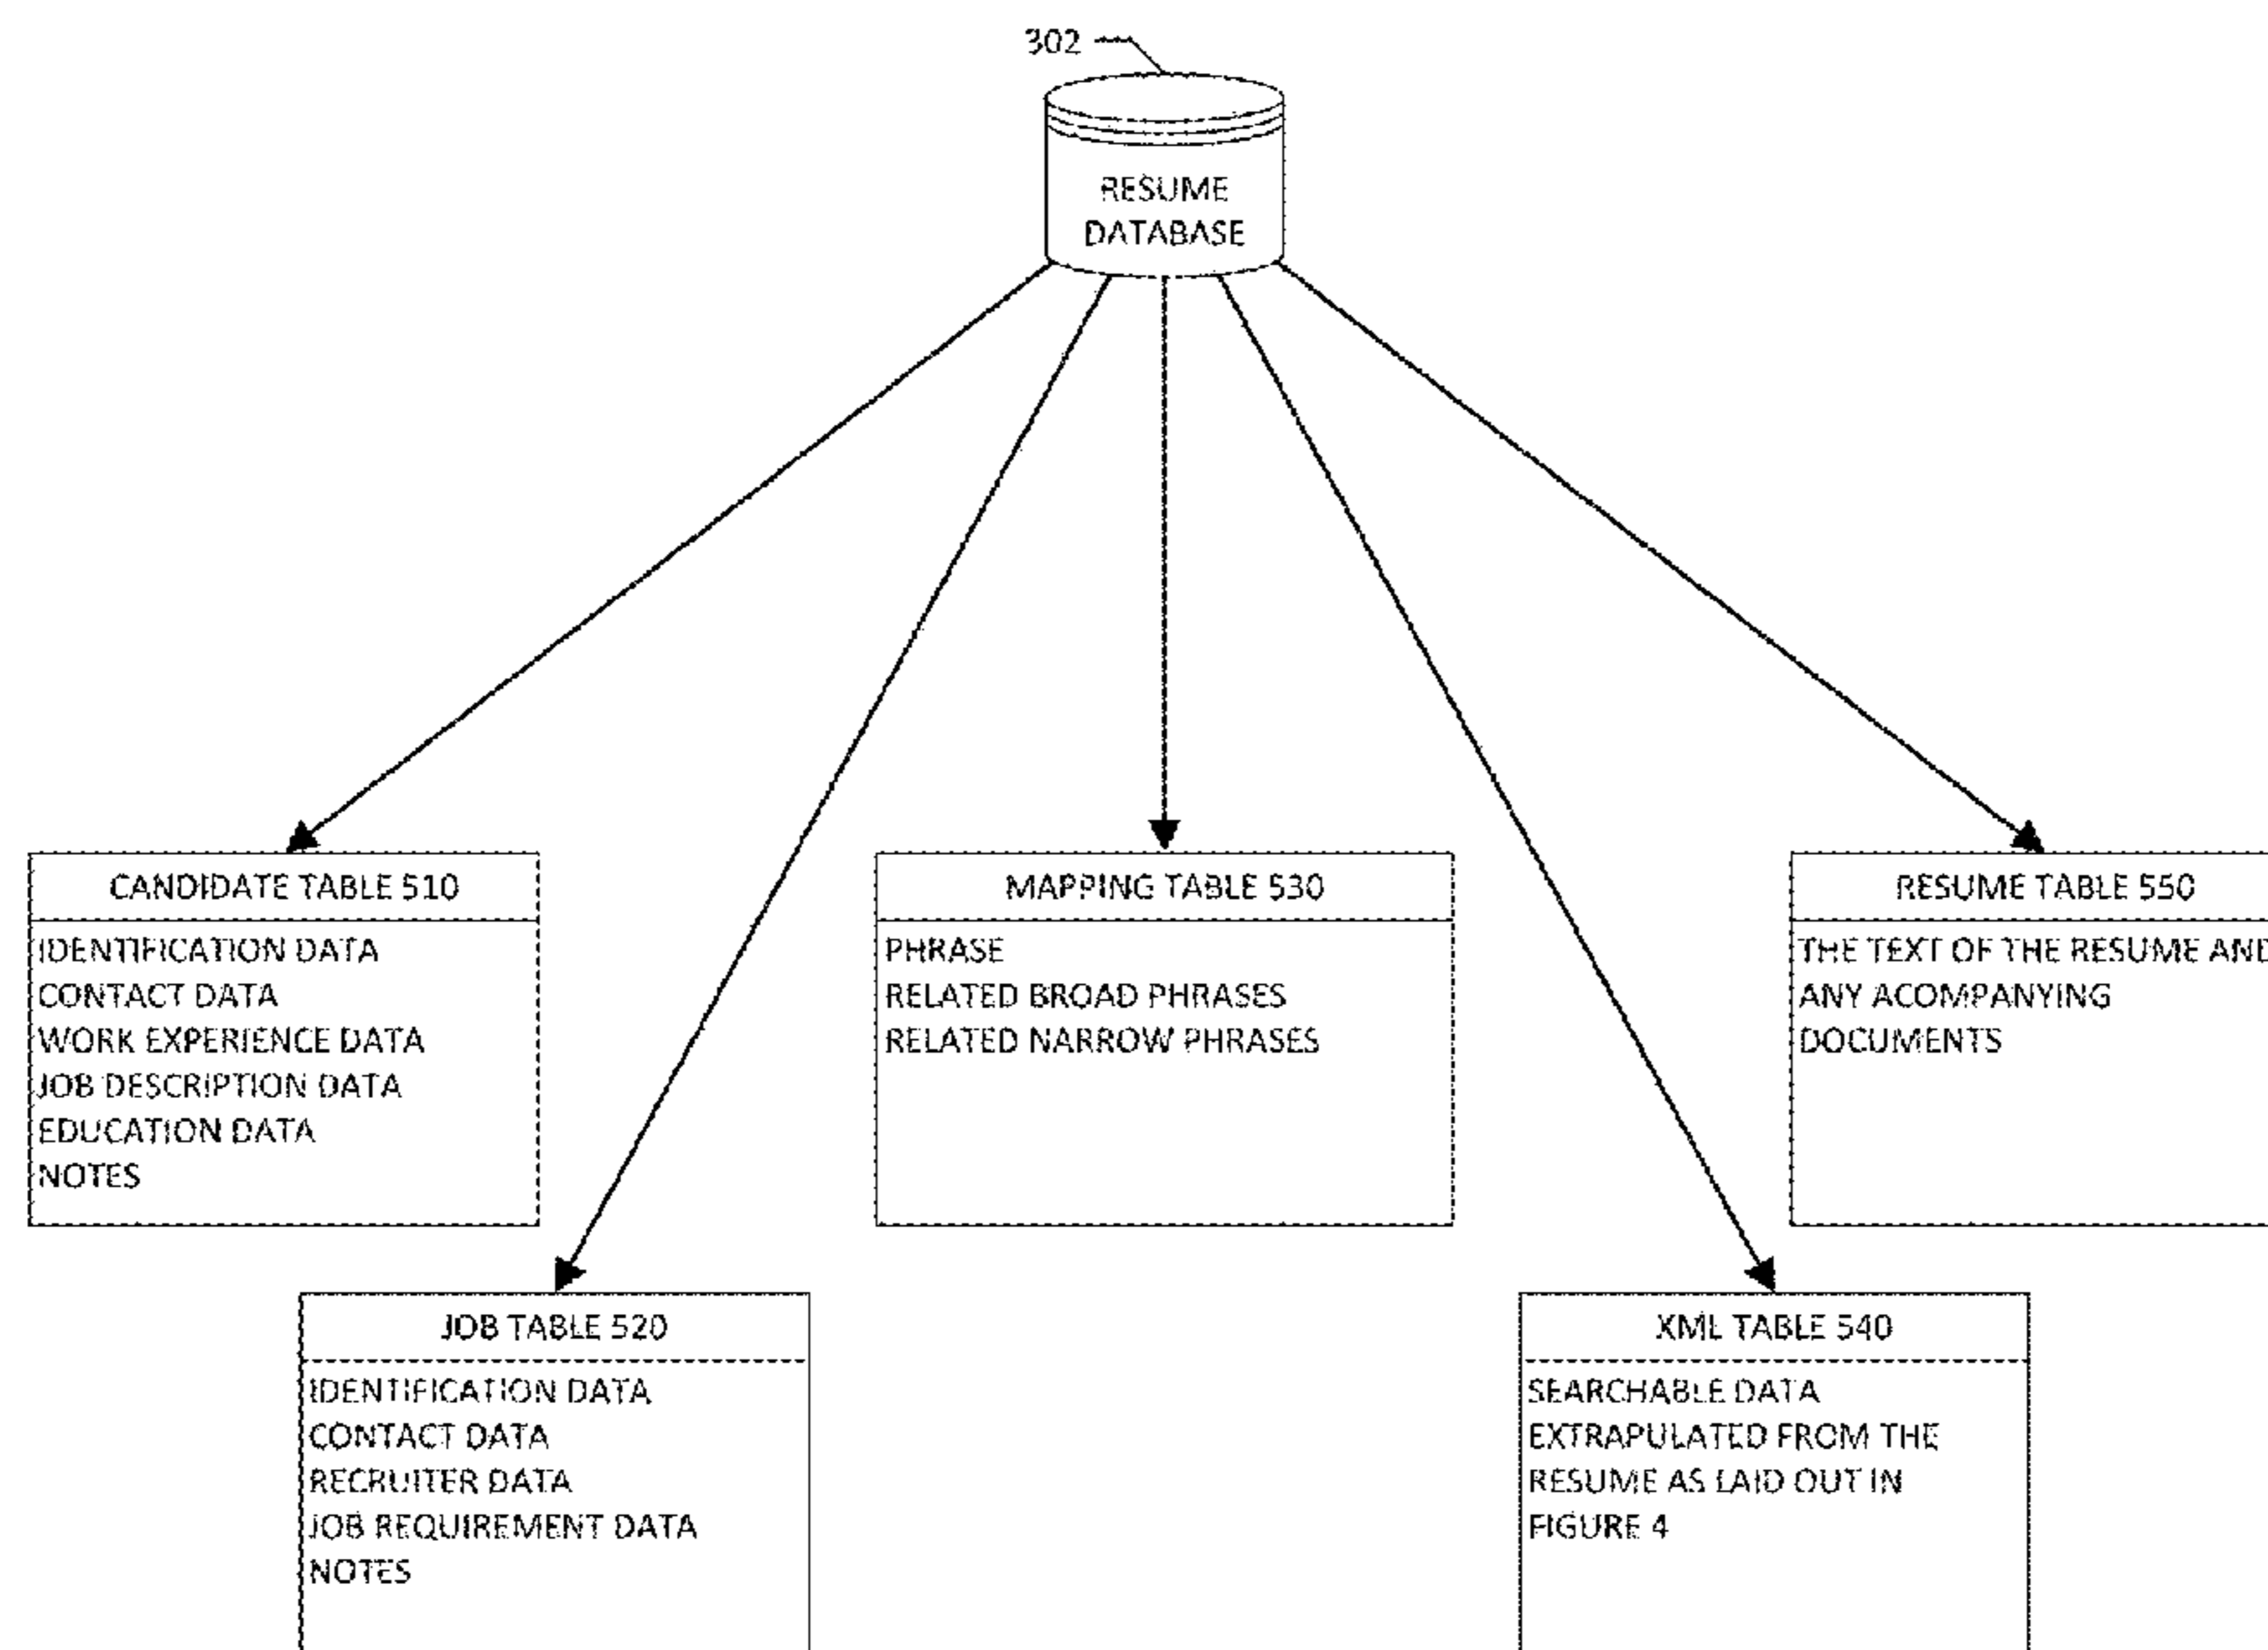 302
RESUME
DATABASE
CANDIDATE TABLE 510
IDENTIFICATION DATA
CONTACT DATA
WORK EXPERIENCE DATA
JOB DESCRIPTION DATA
EDUCATION DATA
NOTES
MAPPING TABLE 530
PHRASE
RELATED BROAD PHRASES
RELATED NARROW PHRASES
RESUME TABLE 550
THE TEXT OF THE RESUME AND
ANY ACOMPANYING
DOCUMENTS
JOB TABLE 520
IDENTIFICATION DATA
CONTACT DATA
RECRUITER DATA
JOB REQUIREMENT DATA
NOTES
XML TABLE 540
SEARCHABLE DATA
EXTRAPULATED FROM THE
RESUME AS LAID OUT IN
FIGURE 4